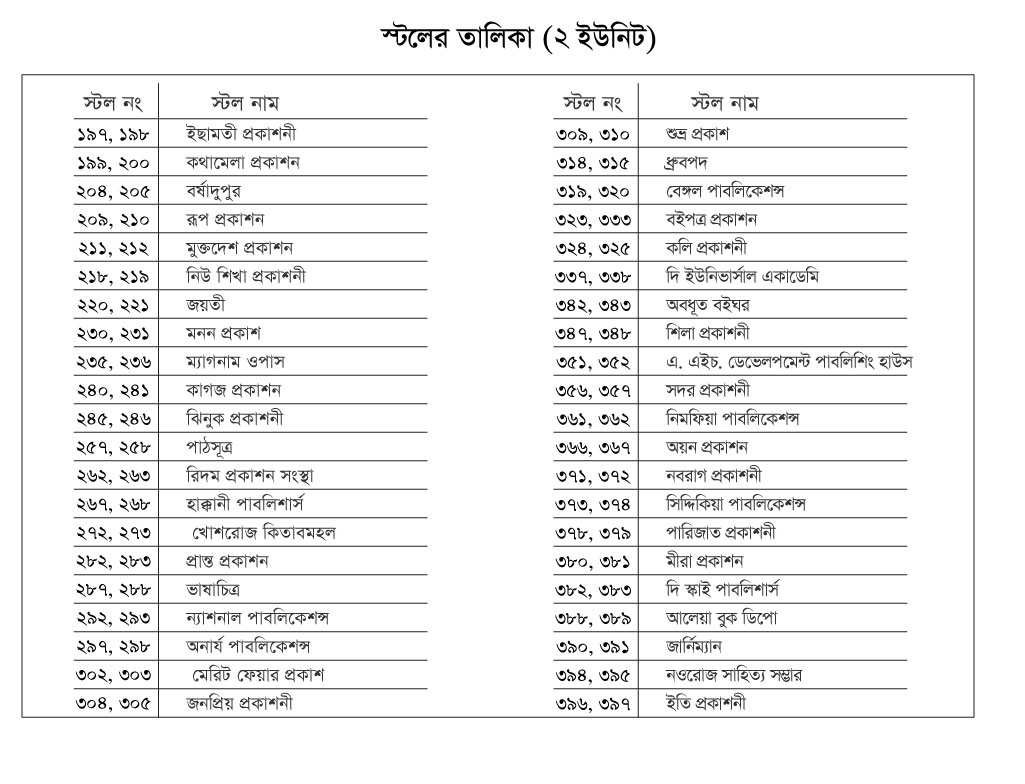 স্টলের তালিকা (২ ইউনিট)
স্টল নং স্টল নাম
১৯৭, ১৯৮ ইছামতী প্রকাশনী
১৯৯, ২০০ কথামেলা প্রকাশন
২০৪, ২০৫ বর্ষাদুপুর
২০৯, ২১০ রূপ প্রকাশন
২১১, ২১২ মুক্তদেশ প্রকাশন
২১৮, ২১৯ নিউ শিখা প্রকাশনী
২২০, ২২১ জয়তী
২৩০, ২৩১ মনন প্রকাশ
২৩৫, ২৩৬ ম্যাগনাম ওপাস
২৪০, ২৪১ কাগজ প্রকাশন
২৪৫, ২৪৬ ঝিনুক প্রকাশনী
২৫৭, ২৫৮ পাঠসূত্র
২৬২, ২৬৩ রিদম প্রকাশন সংস্থা
২৬৭, ২৬৮ হাক্কানী পাবলিশার্স
২৭২, ২৭৩ খোশরোজ কিতাবমহল
২৮২, ২৮৩ প্রান্ত প্রকাশন
২৮৭, ২৮৮ ভাষাচিত্র
২৯২, ২৯৩ ন্যাশনাল পাবলিকেশন্স
২৯৭, ২৯৮ অনার্য পাবলিকেশন্স
৩০২, ৩০৩ মেরিট ফেয়ার প্রকাশ
৩০৪, ৩০৫ জনপ্রিয় প্রকাশনী
স্টল নং স্টল নাম
৩০৯, ৩১০ শুভ্র প্রকাশ
৩১৪, ৩১৫ ধ্রুবপদ
৩১৯, ৩২০ বেঙ্গল পাবলিকেশন্স
৩২৩, ৩৩৩ বইপত্র প্রকাশন
৩২৪, ৩২৫ কলি প্রকাশনী
৩৩৭, ৩৩৮ দি ইউনিভার্সাল একাডেমি
৩৪২, ৩৪৩ অবধূত বইঘর
৩৪৭, ৩৪৮ শিলা প্রকাশনী
৩৫১, ৩৫২ এ. এইচ. ডেভেলপমেন্ট পাবলিশিং হাউস
৩৫৬, ৩৫৭ সদর প্রকাশনী
৩৬১, ৩৬২ নিমফিয়া পাবলিকেশন্স
৩৬৬, ৩৬৭ অয়ন প্রকাশন
৩৭১, ৩৭২ নবরাগ প্রকাশনী
৩৭৩, ৩৭৪ সিদ্দিকিয়া পাবলিকেশন্স
৩৭৮, ৩৭৯ পারিজাত প্রকাশনী
৩৮০, ৩৮১ মীরা প্রকাশন
৩৮২, ৩৮৩ দি স্কাই পাবলিশার্স
৩৮৮, ৩৮৯ আলেয়া বুক ডিপো
৩৯০, ৩৯১ জার্নিম্যান
৩৯৪, ৩৯৫ নওরোজ সাহিত্য সম্ভার
৩৯৬, ৩৯৭ ইতি প্রকাশনী